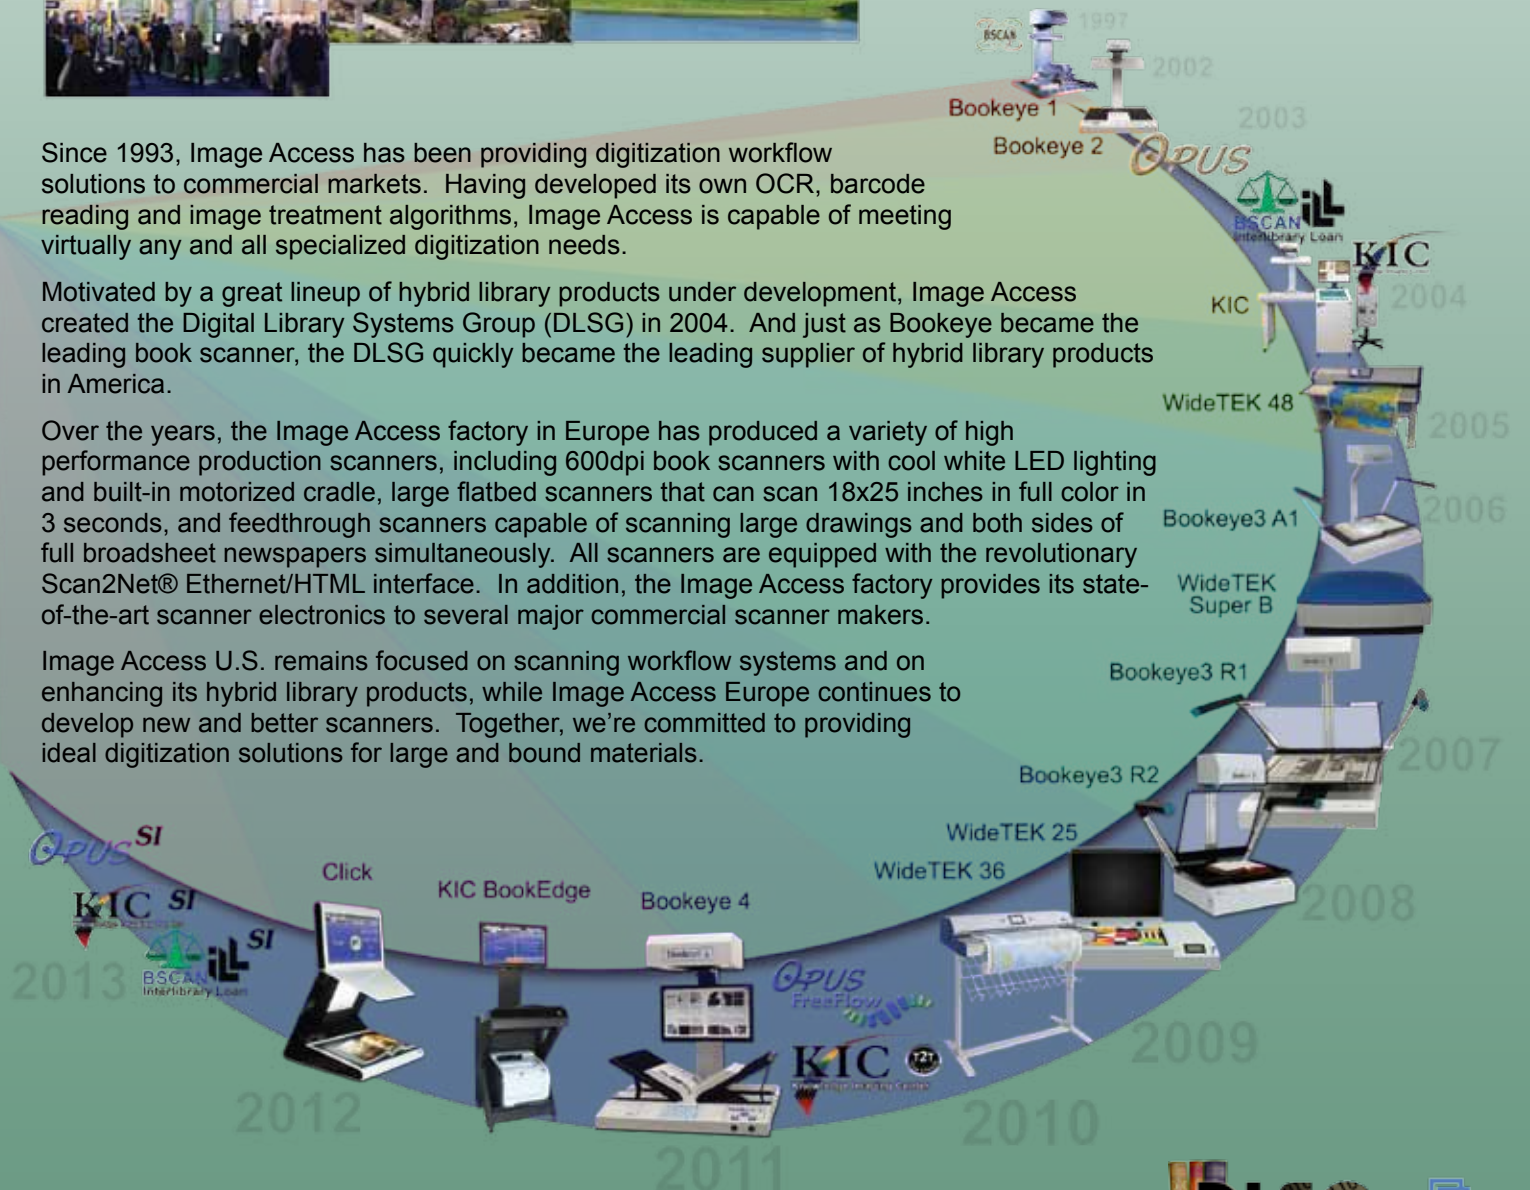 1997
BSCAN
2002
Bookeye 1
2003
Bookeye 2
OPUS
Since 1993, Image Access has been providing digitization workflow
solutions to commercial markets.  Having developed its own OCR, barcode
reading and image treatment algorithms, Image Access is capable of meeting
virtually any and all specialized digitization needs.
BSCAN ILL
Interlibrary Loan
KIC
KIC
2004
Motivated by a great lineup of hybrid library products under development, Image Access
created the Digital Library Systems Group (DLSG) in 2004.  And just as Bookeye became the
leading book scanner, the DLSG quickly became the leading supplier of hybrid library products
in America.
WideTEK 48
2005
Over the years, the Image Access factory in Europe has produced a variety of high
performance production scanners, including 600dpi book scanners with cool white LED lighting
and built-in motorized cradle, large flatbed scanners that can scan 18x25 inches in full color in
3 seconds, and feedthrough scanners capable of scanning large drawings and both sides of
full broadsheet newspapers simultaneously.  All scanners are equipped with the revolutionary
Scan2Net® Ethernet/HTML interface.  In addition, the Image Access factory provides its state-
of-the-art scanner electronics to several major commercial scanner makers.
Bookeye3 A1
2006
WideTEK
Super B
Image Access U.S. remains focused on scanning workflow systems and on
enhancing its hybrid library products, while Image Access Europe continues to
develop new and better scanners.  Together, we're committed to providing
ideal digitization solutions for large and bound materials.
Bookeye3 R1
2007
Bookeye3 R2
WideTEK 25
WideTEK 36
2008
OPUS SI
KIC SI
BSCAN ILL SI
Interlibrary Loan
2013
Click
KIC BookEdge
Bookeye 4
OPUS
FreeFlow
KIC T2T
Knowledge Imaging Center
2009
2012
2010
2011
DLSG